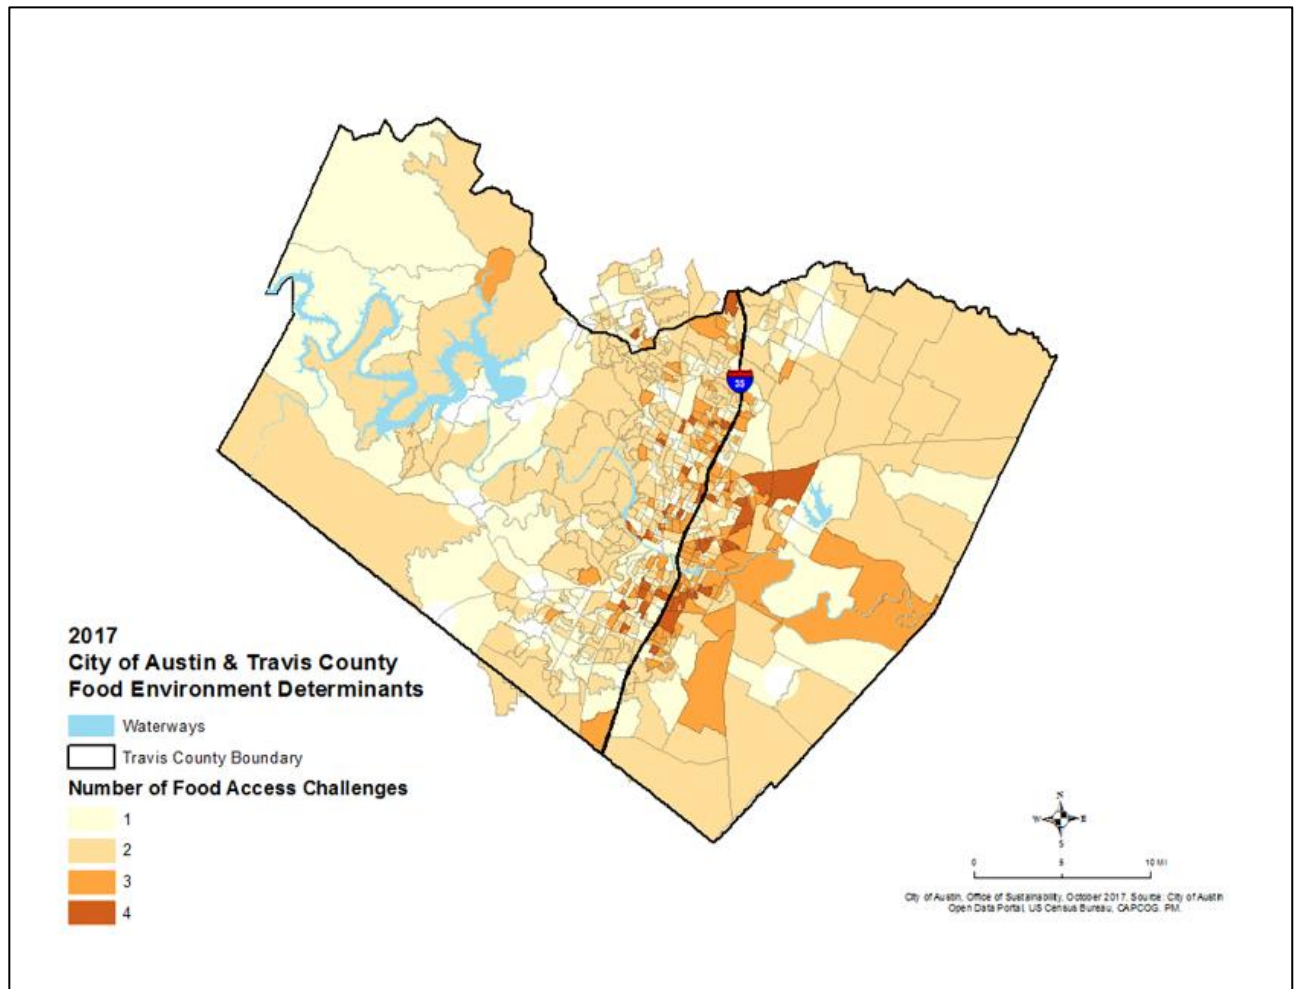 35
2017
City of Austin & Travis County
Food Environment Determinants
Waterways
Travis County Boundary
Number of Food Access Challenges
1
2
3
4
N
W E
S
0 5 10 MI
City of Austin, Office of Sustainability, October 2017. Source: City of Austin
Open Data Portal, US Census Bureau, CAPCOG. PM.